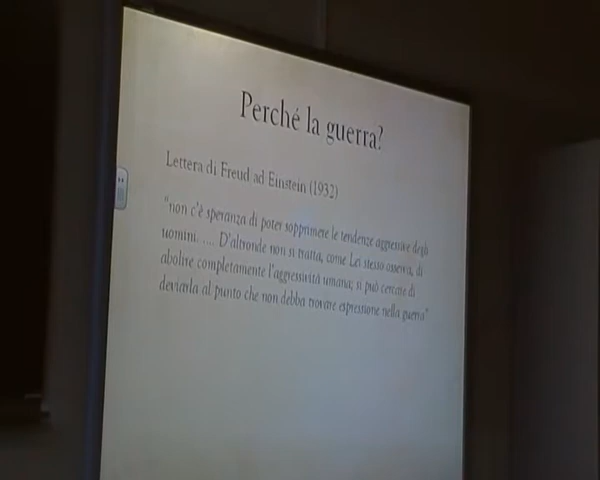 Perché la guerra?
Lettera di Freud ad Einstein (1932)
"non c'è speranza di poter sopprimere le tendenze aggressive degli
uomini. .... D'altronde non si tratta, come Lei stesso osserva, di
abolire completamente l'aggressività umana; si può cercare di
deviarla al punto che non debba trovare espressione nella guerra"